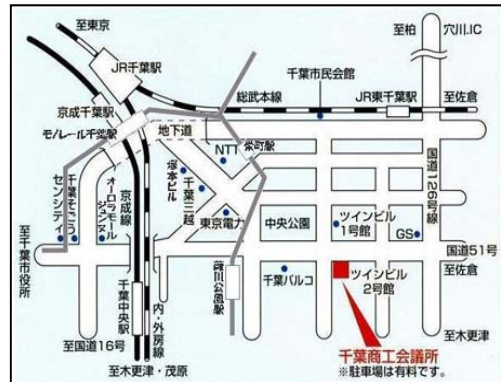 至東京
至柏
穴川.IC
JR千葉駅
千葉市民会館
総武本線
JR東千葉駅
至佐倉
京成千葉駅
モノレール千葉駅
地下道
栄町駅
NTT
塚本ビル
千葉三越
国道126号線
センシティ
千葉そごう
オーロラモール
ジュンヌ
京成線
東京電力
中央公園
ツインビル
1号館
GS
国道51号
至佐倉
至千葉市役所
千葉中央駅
内・外房線
葭川公園駅
千葉パルコ
ツインビル
2号館
至国道16号
至木更津
千葉商工会議所
※駐車場は有料です。
至木更津・茂原